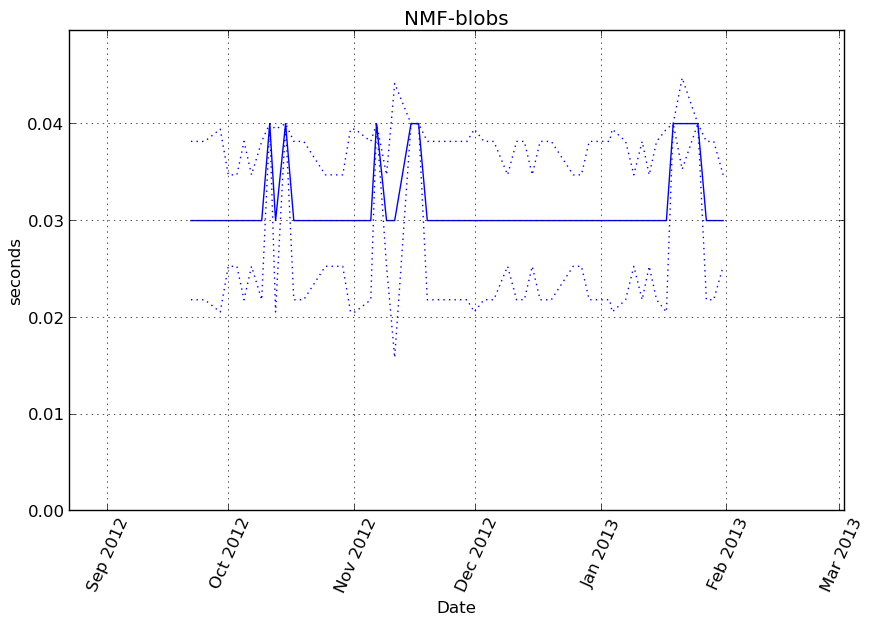 NMF-blobs
seconds
0.04
0.03
0.02
0.01
0.00
Sep 2012
Oct 2012
Nov 2012
Dec 2012
Jan 2013
Feb 2013
Mar 2013
Date